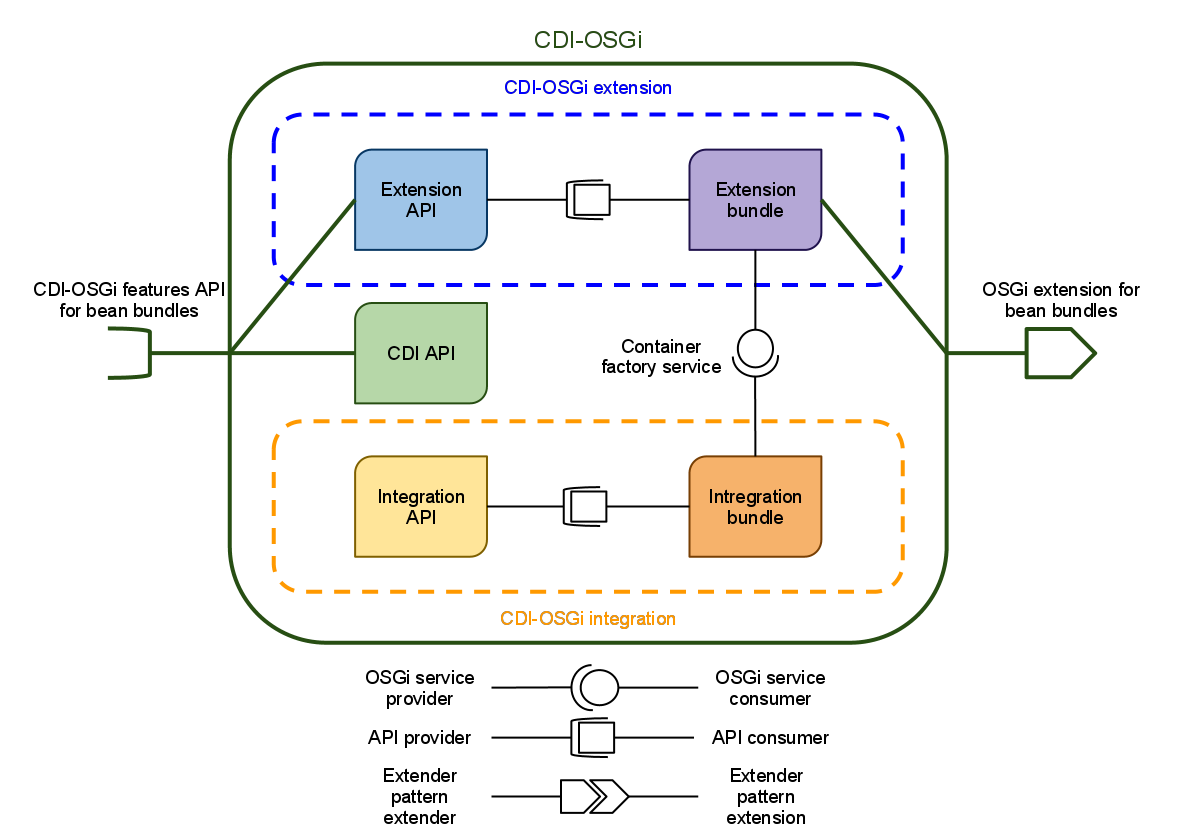 CDI-OSGi
CDI-OSGi extension
Extension
API
Extension
bundle
CDI-OSGi features API
for bean bundles
OSGi extension for
bean bundles
CDI API
Container
factory service
Integration
API
Intregration
bundle
CDI-OSGi integration
OSGi service
provider
OSGi service
consumer
API provider
API consumer
Extender
pattern
extender
Extender
pattern
extension